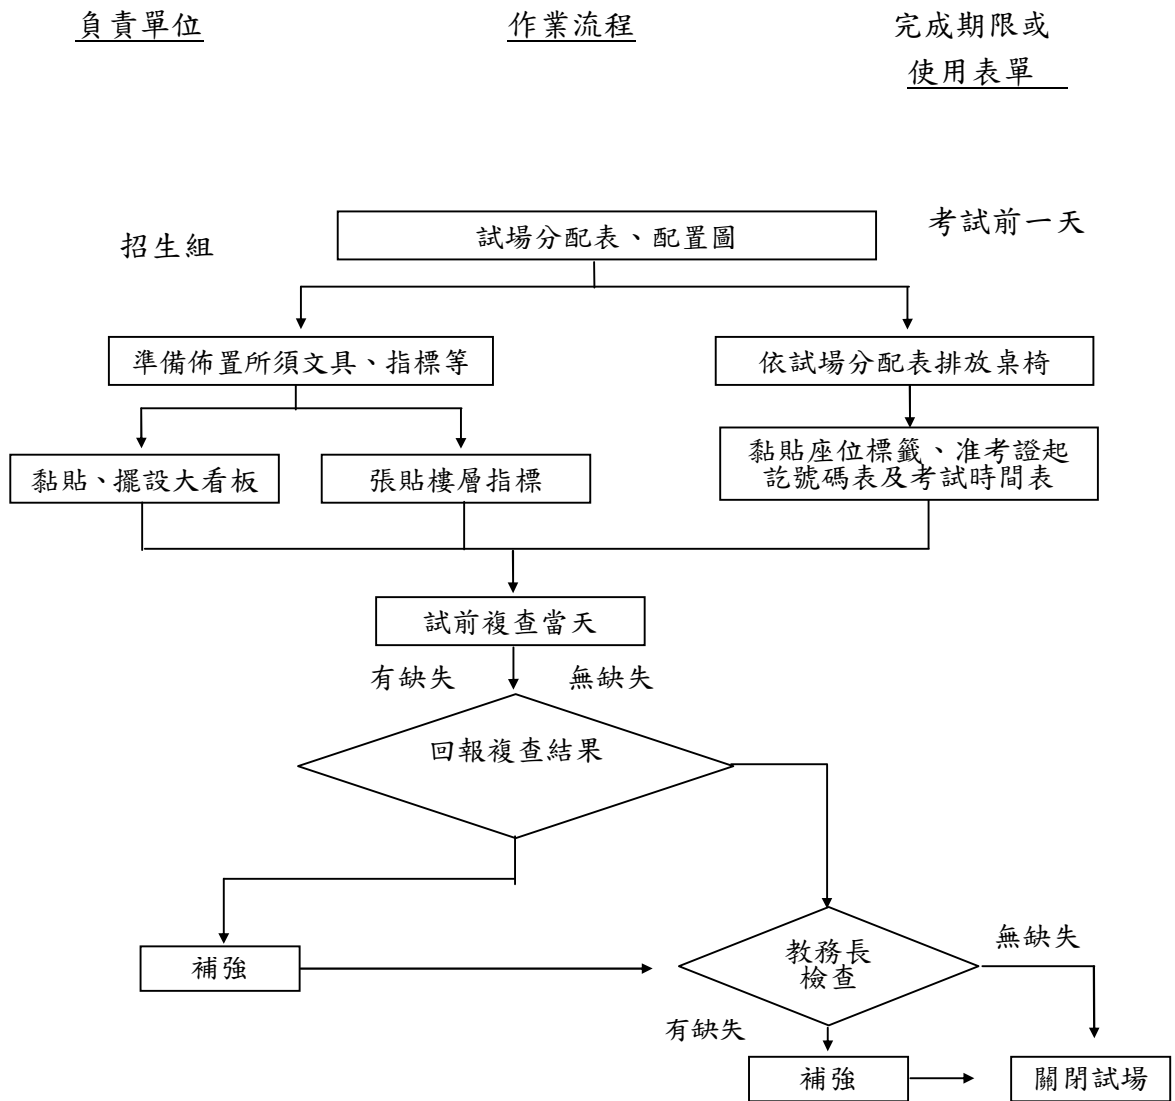 負責單位
作業流程
完成期限或
使用表單
招生組
試場分配表、配置圖
考試前一天
準備佈置所須文具、指標等
依試場分配表排放桌椅
黏貼、擺設大看板
張貼樓層指標
黏貼座位標籤、准考證起
訖號碼表及考試時間表
試前複查當天
有缺失
無缺失
回報複查結果
補強
教務長
檢查
無缺失
有缺失
補強
關閉試場